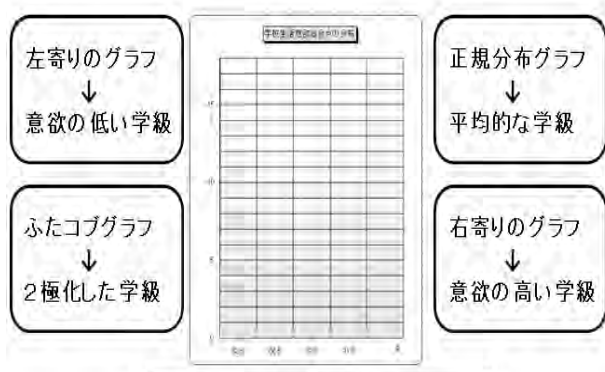 左寄りのグラフ
↓
意欲の低い学級
ふたコブグラフ
↓
2極化した学級
正規分布グラフ
↓
平均的な学級
右寄りのグラフ
↓
意欲の高い学級